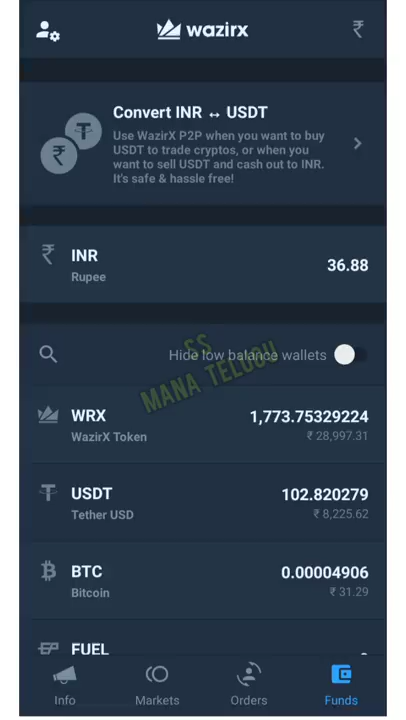 wazirx
₹
Convert INR ↔ USDT
Use WazirX P2P when you want to buy
USDT to trade cryptos, or when you
want to sell USDT and cash out to INR.
It's safe & hassle free!
₹ INR
Rupee
36.88
Hide low balance wallets
SS
MANA TELUGU
WRX
1,773.75329224
WazirX Token
₹ 28,997.31
USDT
102.820279
Tether USD
₹ 8,225.62
BTC
0.00004906
Bitcoin
₹ 31.29
FUEL
Info
Markets
Orders
Funds